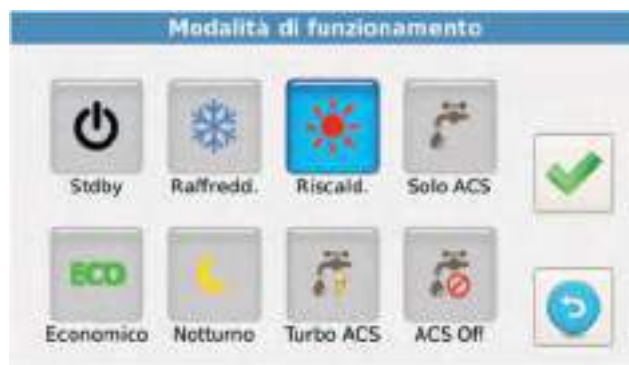 Modalità di funzionamento
Stdby Raffredd. Riscald. Solo ACS
ECO
Economico Notturno Turbo ACS ACS Off